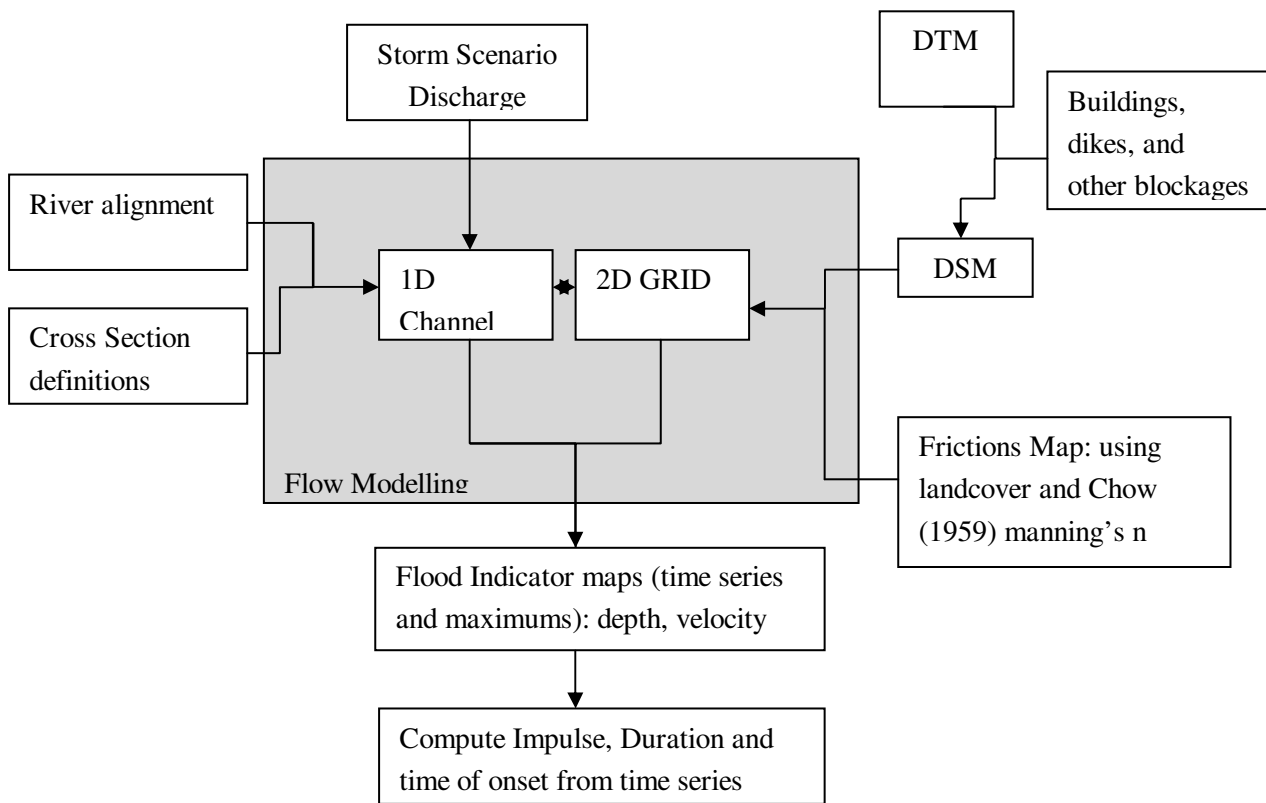 Storm Scenario
Discharge
DTM
Buildings,
dikes, and
other blockages
River alignment
1D
Channel
2D GRID
DSM
Cross Section
definitions
Flow Modelling
Frictions Map: using
landcover and Chow
(1959) manning’s n
Flood Indicator maps (time series
and maximums): depth, velocity
Compute Impulse, Duration and
time of onset from time series